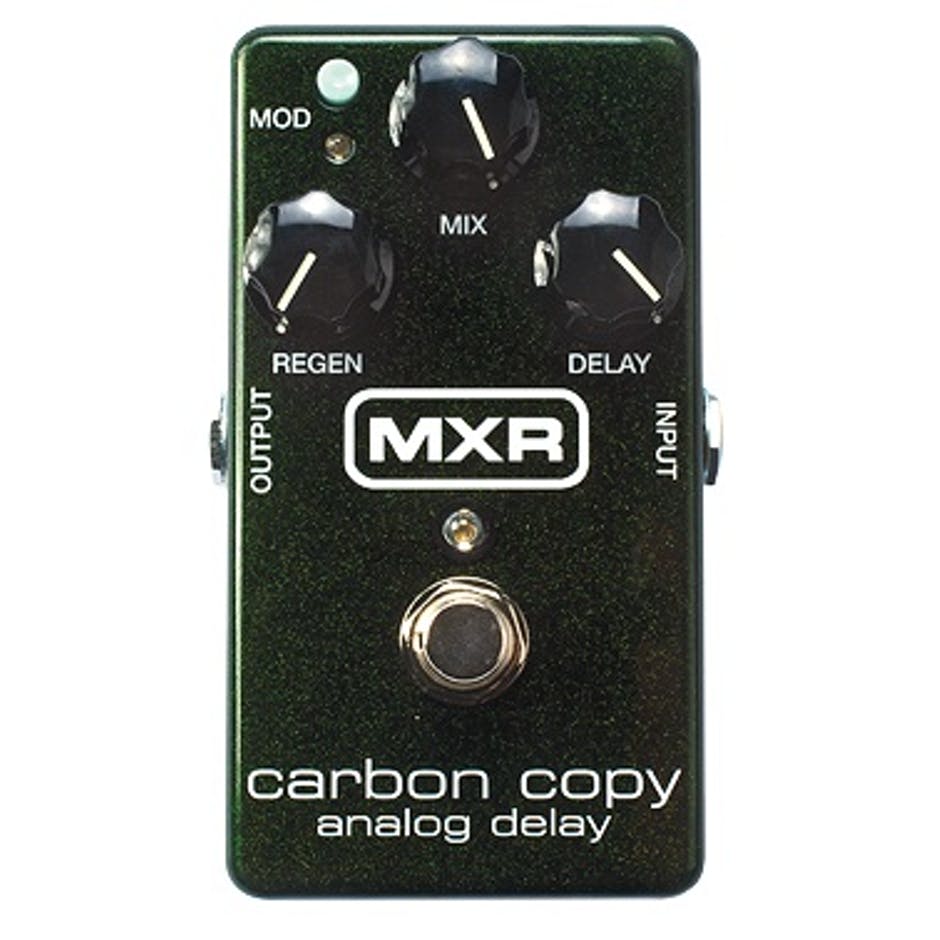 MOD
MIX
REGEN
DELAY
OUTPUT
INPUT
MXR
carbon copy
analog delay